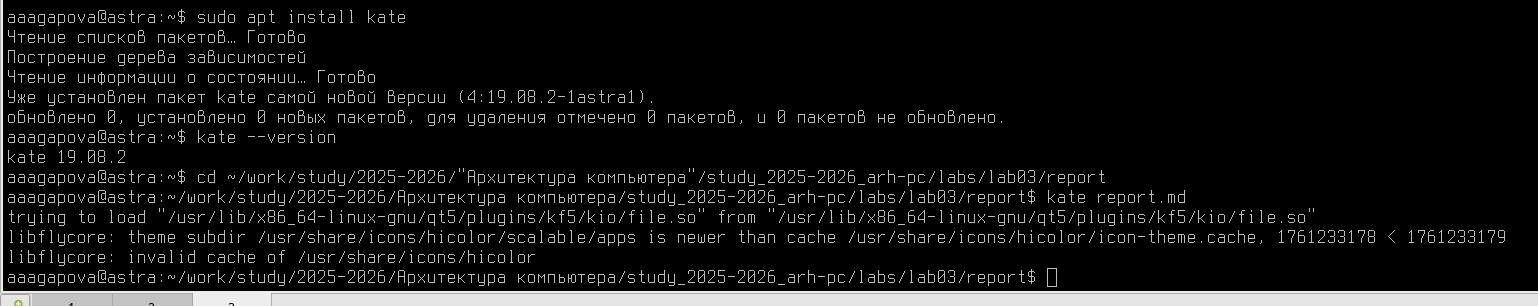 aaagapova@astra:~$ sudo apt install kate
Чтение списков пакетов… Готово
Построение дерева зависимостей
Чтение информации о состоянии… Готово
Уже установлен пакет kate самой новой версии (4:19.08.2-1astra1).
обновлено 0, установлено 0 новых пакетов, для удаления отмечено 0 пакетов, и 0 пакетов не обновлено.
aaagapova@astra:~$ kate --version
kate 19.08.2
aaagapova@astra:~$ cd ~/work/study/2025-2026/"Архитектура компьютера"/study_2025-2026_arh-pc/labs/lab03/report
aaagapova@astra:~/work/study/2025-2026/Архитектура компьютера/study_2025-2026_arh-pc/labs/lab03/report$ kate report.md
trying to load "/usr/lib/x86_64-linux-gnu/qt5/plugins/kf5/kio/file.so" from "/usr/lib/x86_64-linux-gnu/qt5/plugins/kf5/kio/file.so"
libflycore: theme subdir /usr/share/icons/hicolor/scalable/apps is newer than cache /usr/share/icons/hicolor/icon-theme.cache, 1761233178 < 1761233179
libflycore: invalid cache of /usr/share/icons/hicolor
aaagapova@astra:~/work/study/2025-2026/Архитектура компьютера/study_2025-2026_arh-pc/labs/lab03/report$